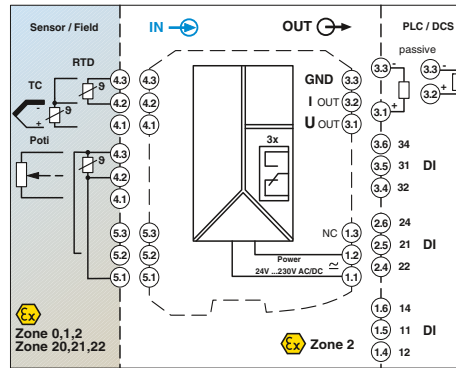 Sensor / Field
IN
OUT
PLC / DCS
RTD
passive
TC
-
+
ϑ
ϑ
4.3
4.2
4.1
4.3
4.2
4.1
GND 3.3
I OUT 3.2
U OUT 3.1
3.3 -
3.1 +
3.3 -
3.2
Poti
ϑ
4.3
4.2
4.1
3x
3.6 34
3.5 31 DI
3.4 32
5.3
5.2
5.1
5.3
5.2
5.1
NC 1.3
Power 1.2
24V ...230V AC/DC 1.1
2.6 24
2.5 21 DI
2.4 22
Ex
Zone 0,1,2
Zone 20,21,22
Ex Zone 2
1.6 14
1.5 11 DI
1.4 12